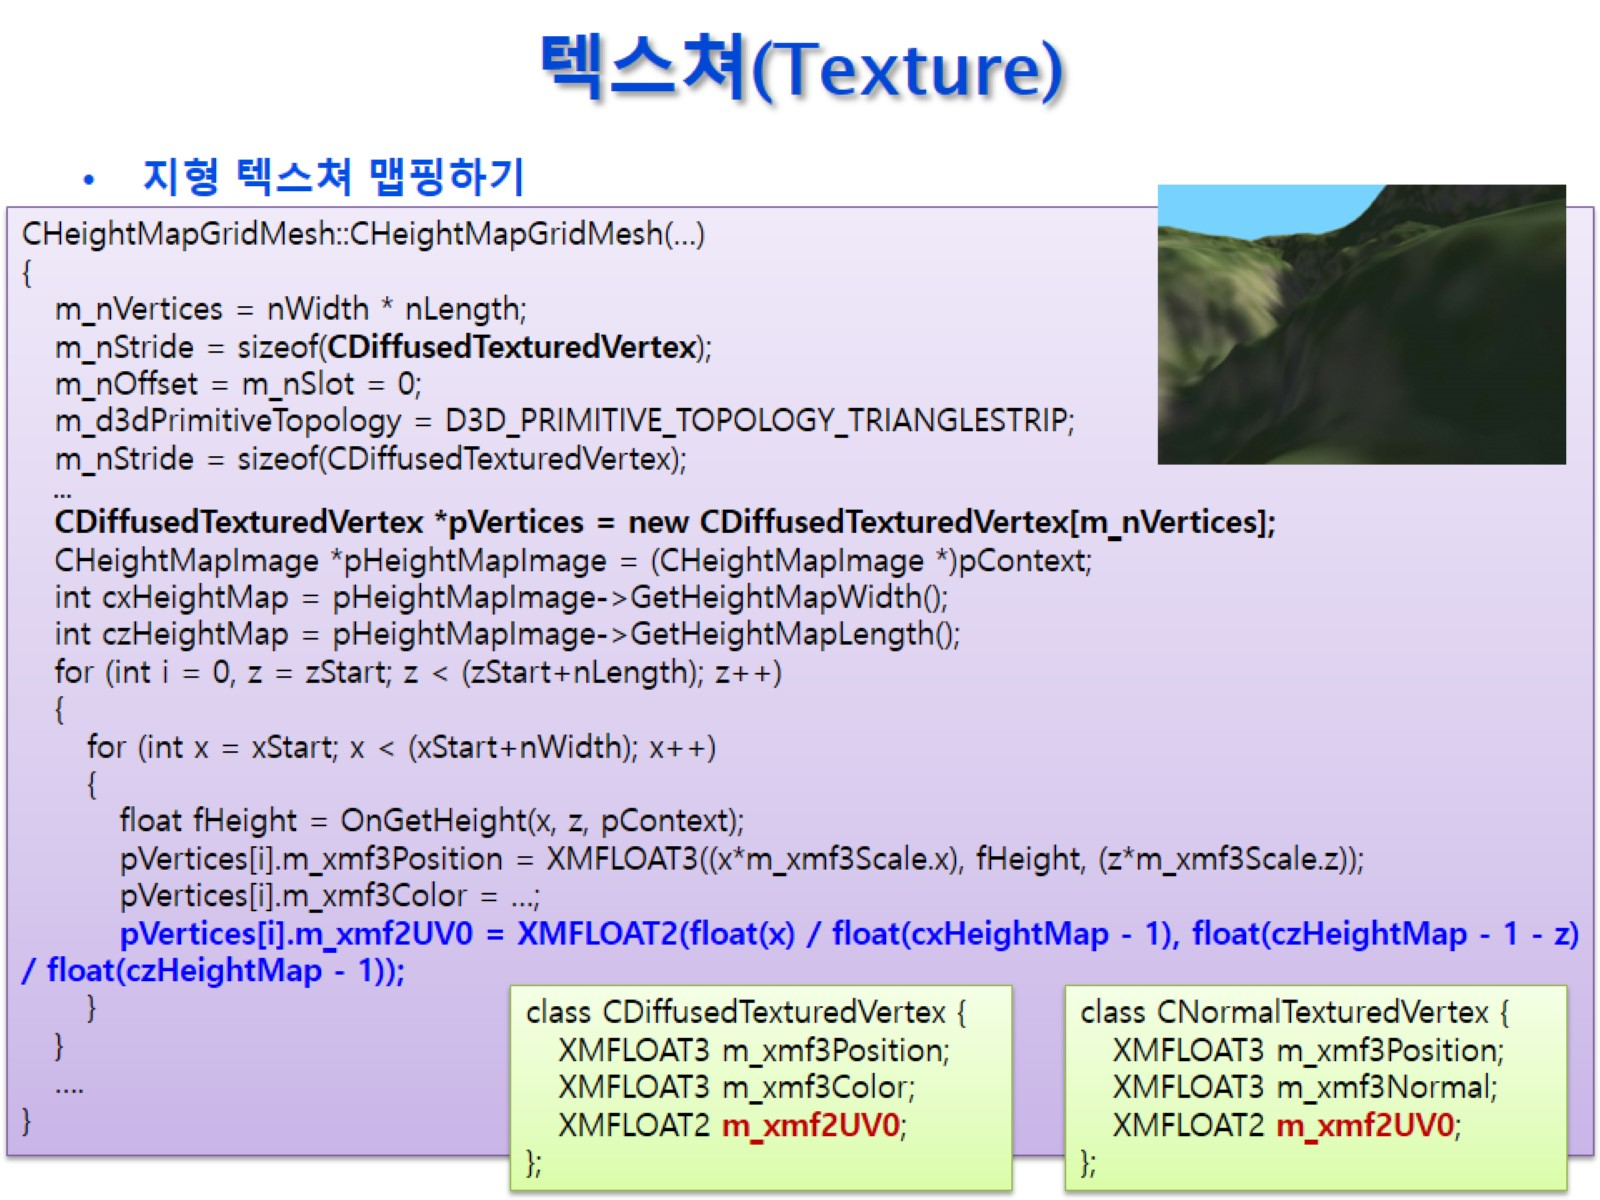 텍스쳐(Texture)
• 지형 텍스쳐 맵핑하기
CHeightMapGridMesh::CHeightMapGridMesh(...)
{
m_nVertices = nWidth * nLength;
m_nStride = sizeof(CDiffusedTexturedVertex);
m_nOffset = m_nSlot = 0;
m_d3dPrimitiveTopology = D3D_PRIMITIVE_TOPOLOGY_TRIANGLESTRIP;
m_nStride = sizeof(CDiffusedTexturedVertex);
...
CDiffusedTexturedVertex *pVertices = new CDiffusedTexturedVertex[m_nVertices];
CHeightMapImage *pHeightMapImage = (CHeightMapImage *)pContext;
int cxHeightMap = pHeightMapImage->GetHeightMapWidth();
int czHeightMap = pHeightMapImage->GetHeightMapLength();
for (int i = 0, z = zStart; z < (zStart+nLength); z++)
{
for (int x = xStart; x < (xStart+nWidth); x++)
{
float fHeight = OnGetHeight(x, z, pContext);
pVertices[i].m_xmf3Position = XMFLOAT3((x*m_xmf3Scale.x), fHeight, (z*m_xmf3Scale.z));
pVertices[i].m_xmf3Color = ...;
pVertices[i].m_xmf2UV0 = XMFLOAT2(float(x) / float(cxHeightMap - 1), float(czHeightMap - 1 - z)
/ float(czHeightMap - 1));
}
}
....
}
class CDiffusedTexturedVertex {
XMFLOAT3 m_xmf3Position;
XMFLOAT3 m_xmf3Color;
XMFLOAT2 m_xmf2UV0;
};
class CNormalTexturedVertex {
XMFLOAT3 m_xmf3Position;
XMFLOAT3 m_xmf3Normal;
XMFLOAT2 m_xmf2UV0;
};